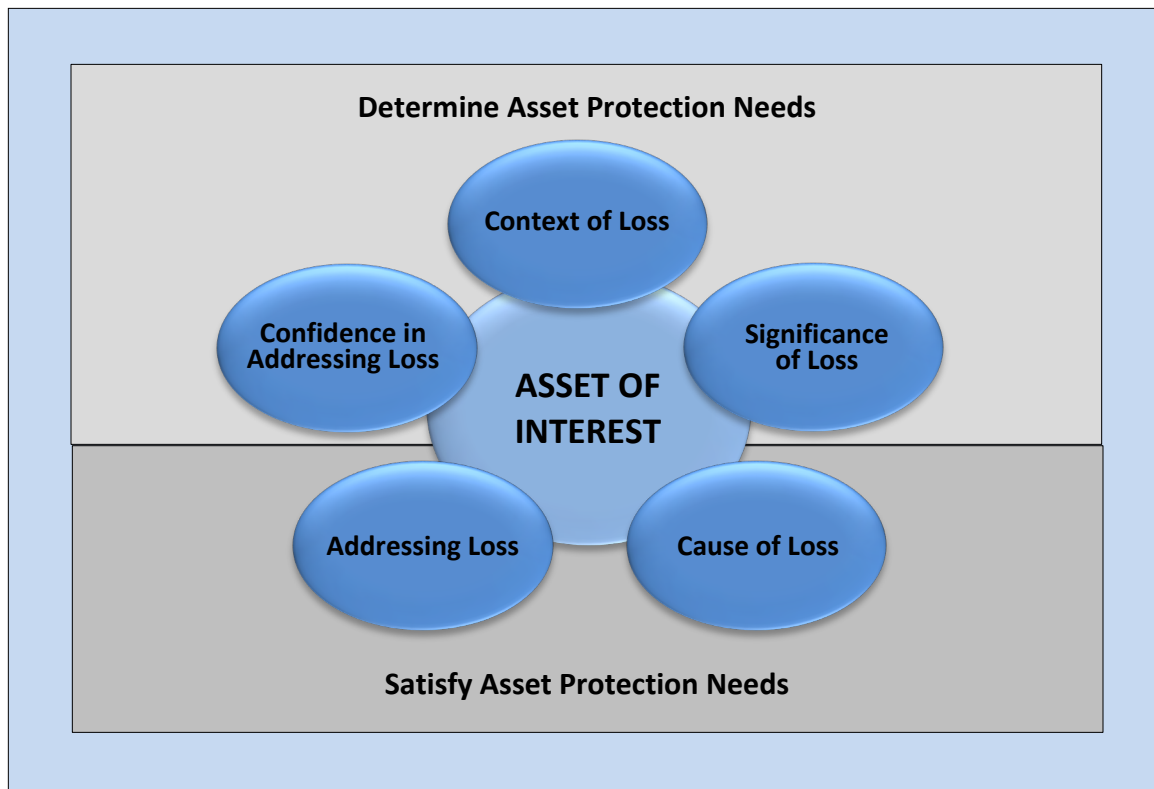 Determine Asset Protection Needs
Context of Loss
Confidence in
Addressing Loss
Significance
of Loss
ASSET OF
INTEREST
Addressing Loss
Cause of Loss
Satisfy Asset Protection Needs